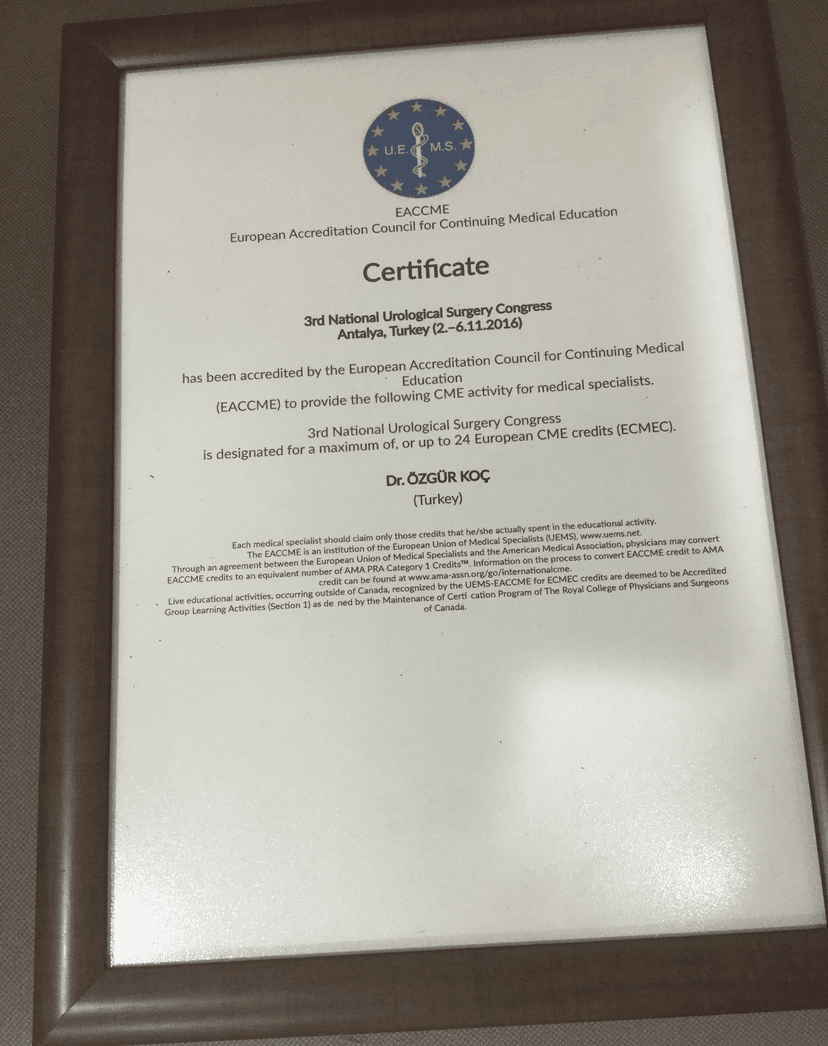 U.E.M.S.
EACCME
European Accreditation Council for Continuing Medical Education
Certificate
3rd National Urological Surgery Congress
Antalya, Turkey (2.–6.11.2016)
has been accredited by the European Accreditation Council for Continuing Medical
Education
(EACCME) to provide the following CME activity for medical specialists.
3rd National Urological Surgery Congress
is designated for a maximum of, or up to 24 European CME credits (ECMEC).
Dr. ÖZGÜR KOÇ
(Turkey)
Each medical specialist should claim only those credits that he/she actually spent in the educational activity.
The EACCME is an institution of the European Union of Medical Specialists (UEMS), www.uems.net.
Through an agreement between the European Union of Medical Specialists and the American Medical Association, physicians may convert
EACCME credits to an equivalent number of AMA PRA Category 1 Credits™. Information on the process to convert EACCME credit to AMA
credit can be found at www.ama-assn.org/go/internationalcme.
Live educational activities, occurring outside of Canada, recognized by the UEMS-EACCME for ECMEC credits are deemed to be Accredited
Group Learning Activities (Section 1) as de ned by the Maintenance of Certi cation Program of The Royal College of Physicians and Surgeons
of Canada.